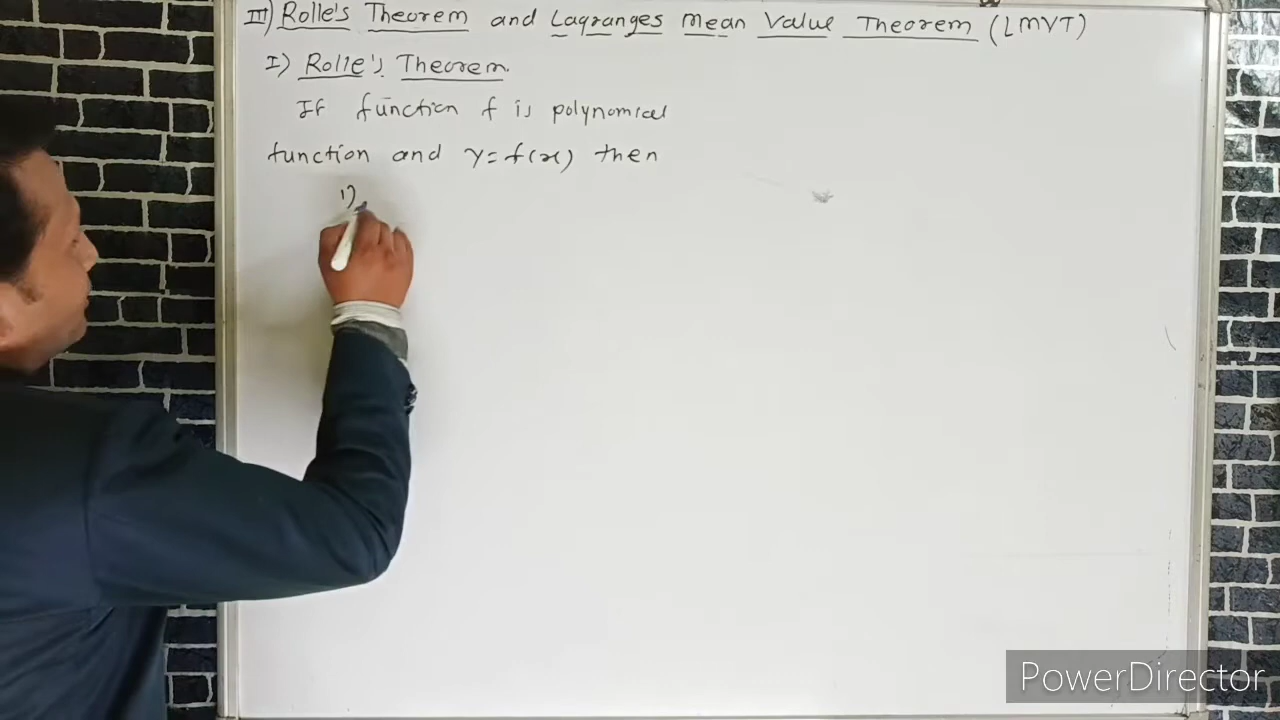 III) Rolle's Theorem and Lagranges Mean Value Theorem (LMVT)
I) Rolle's Theorem.
If function f is polynomical
function and y=f(x) then
1)
PowerDirector